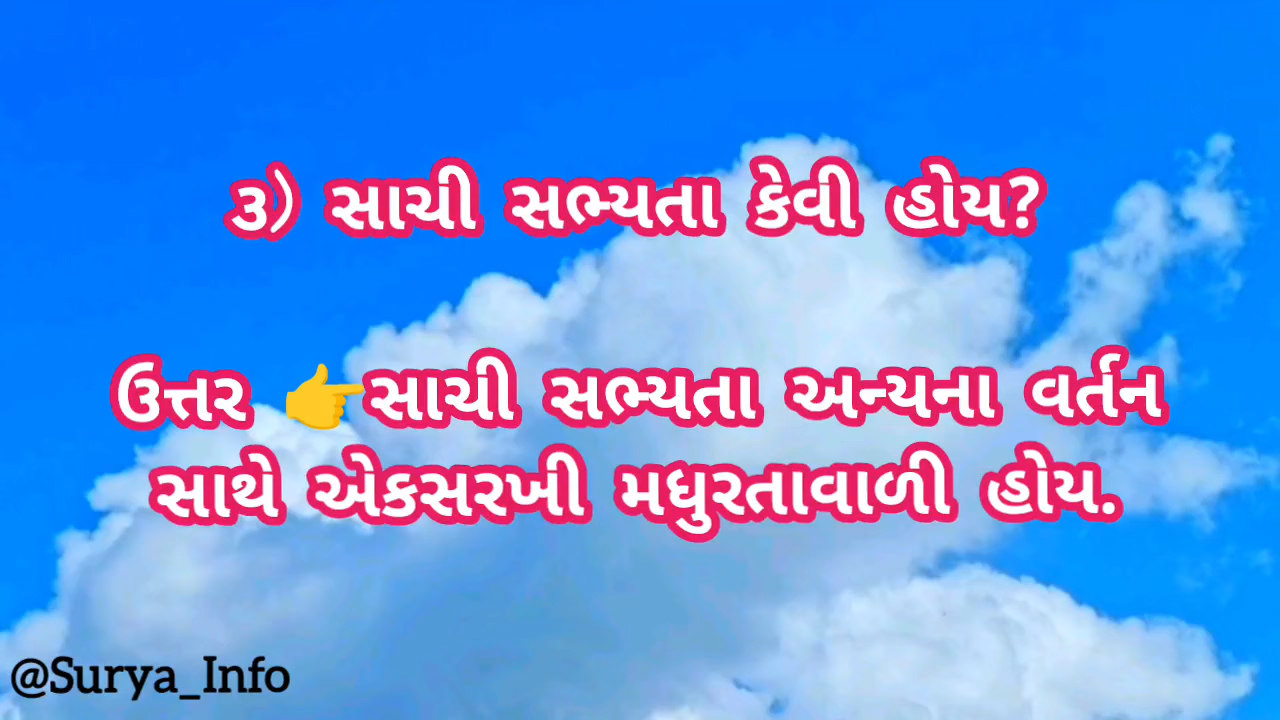 ૩) સાચી સભ્યતા કેવી હોય?
ઉત્તર 👉સાચી સભ્યતા અન્યના વર્તન
સાથે એકસરખી મધુરતાવાળી હોય.
@Surya_Info